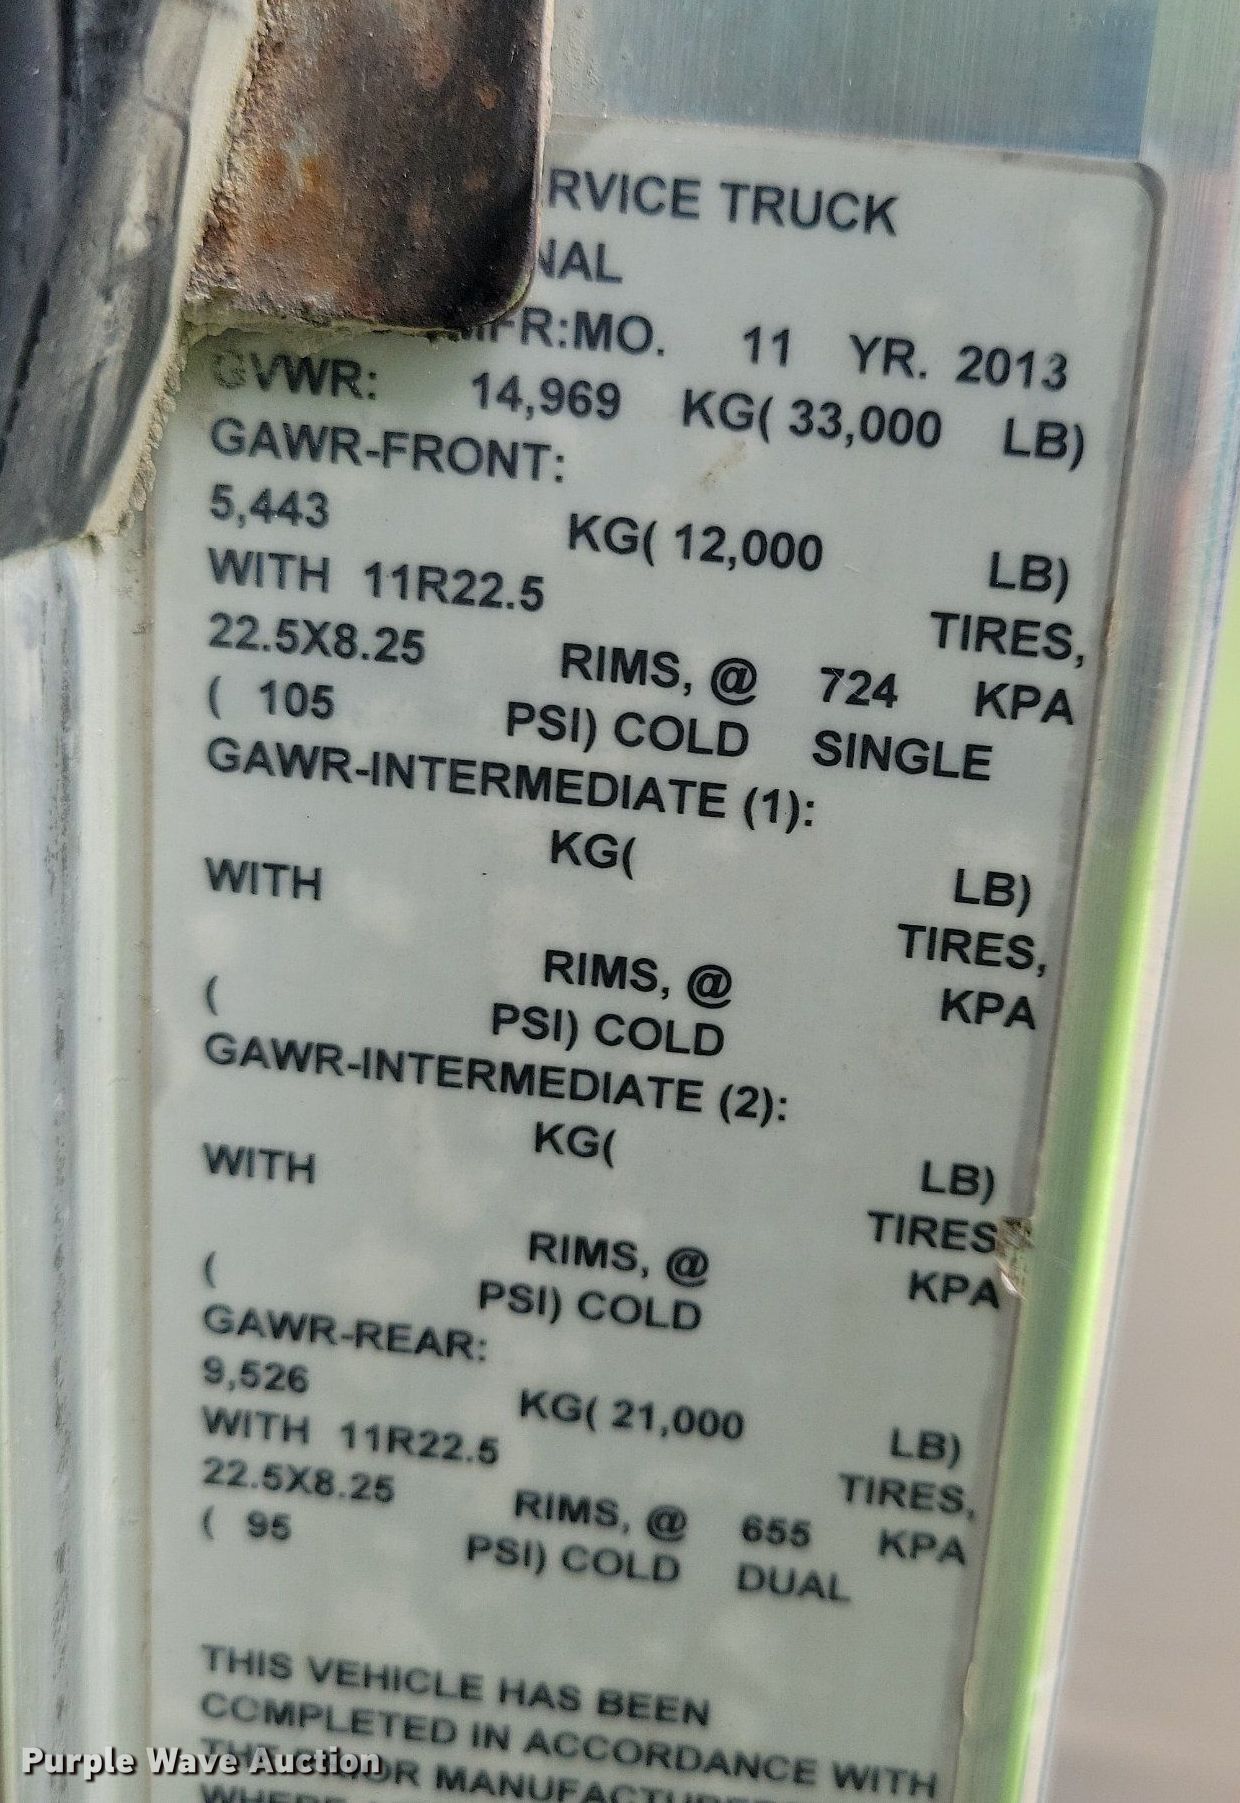 RVICE TRUCK
NAL
MFR:MO. 11 YR. 2013
GVWR: 14,969 KG( 33,000 LB)
GAWR-FRONT:
5,443 KG( 12,000 LB)
WITH 11R22.5 TIRES,
22.5X8.25 RIMS, @ 724 KPA
( 105 PSI) COLD SINGLE
GAWR-INTERMEDIATE (1):
KG( LB)
WITH TIRES,
RIMS, @ KPA
( PSI) COLD
GAWR-INTERMEDIATE (2):
KG( LB)
WITH TIRES
RIMS, @ KPA
( PSI) COLD
GAWR-REAR:
9,526 KG( 21,000 LB)
WITH 11R22.5 TIRES,
22.5X8.25 RIMS, @ 655 KPA
( 95 PSI) COLD DUAL
THIS VEHICLE HAS BEEN
COMPLETED IN ACCORDANCE WITH
Purple Wave Auction